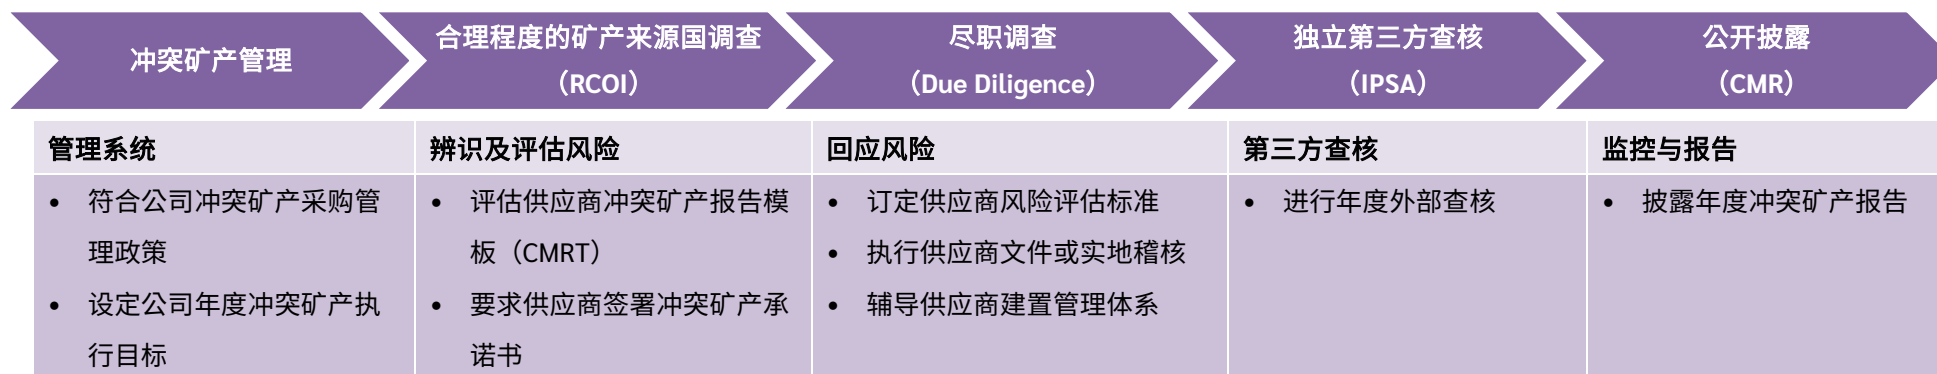 冲突矿产管理
合理程度的矿产来源国调查
（RCOI）
尽职调查
（Due Diligence）
独立第三方查核
（IPSA）
公开披露
（CMR）
管理系统
• 符合公司冲突矿产采购管
理政策
• 设定公司年度冲突矿产执
行目标
辨识及评估风险
• 评估供应商冲突矿产报告模
板（CMRT）
• 要求供应商签署冲突矿产承
诺书
回应风险
• 订定供应商风险评估标准
• 执行供应商文件或实地稽核
• 辅导供应商建置管理体系
第三方查核
• 进行年度外部查核
监控与报告
• 披露年度冲突矿产报告